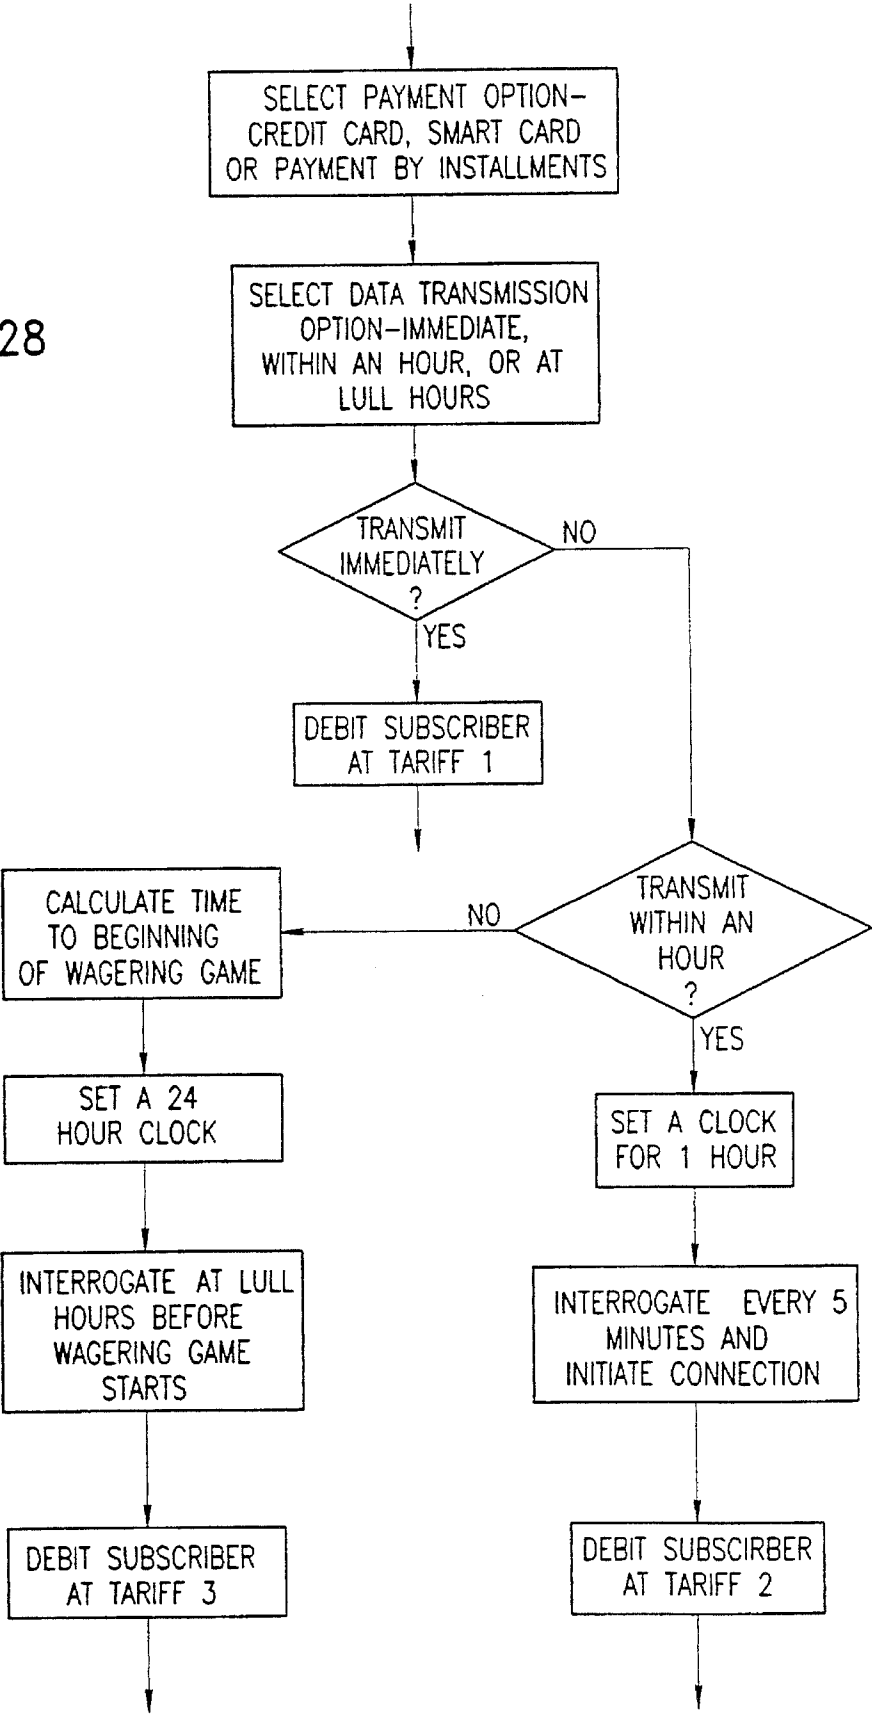 SELECT PAYMENT OPTION-
CREDIT CARD, SMART CARD
OR PAYMENT BY INSTALLMENTS
SELECT DATA TRANSMISSION
OPTION-IMMEDIATE,
WITHIN AN HOUR, OR AT
LULL HOURS
28
TRANSMIT
IMMEDIATELY
?
NO
YES
DEBIT SUBSCRIBER
AT TARIFF 1
TRANSMIT
WITHIN AN
HOUR
?
NO
YES
CALCULATE TIME
TO BEGINNING
OF WAGERING GAME
SET A 24
HOUR CLOCK
INTERROGATE AT LULL
HOURS BEFORE
WAGERING GAME
STARTS
DEBIT SUBSCRIBER
AT TARIFF 3
SET A CLOCK
FOR 1 HOUR
INTERROGATE EVERY 5
MINUTES AND
INITIATE CONNECTION
DEBIT SUBSCIRBER
AT TARIFF 2